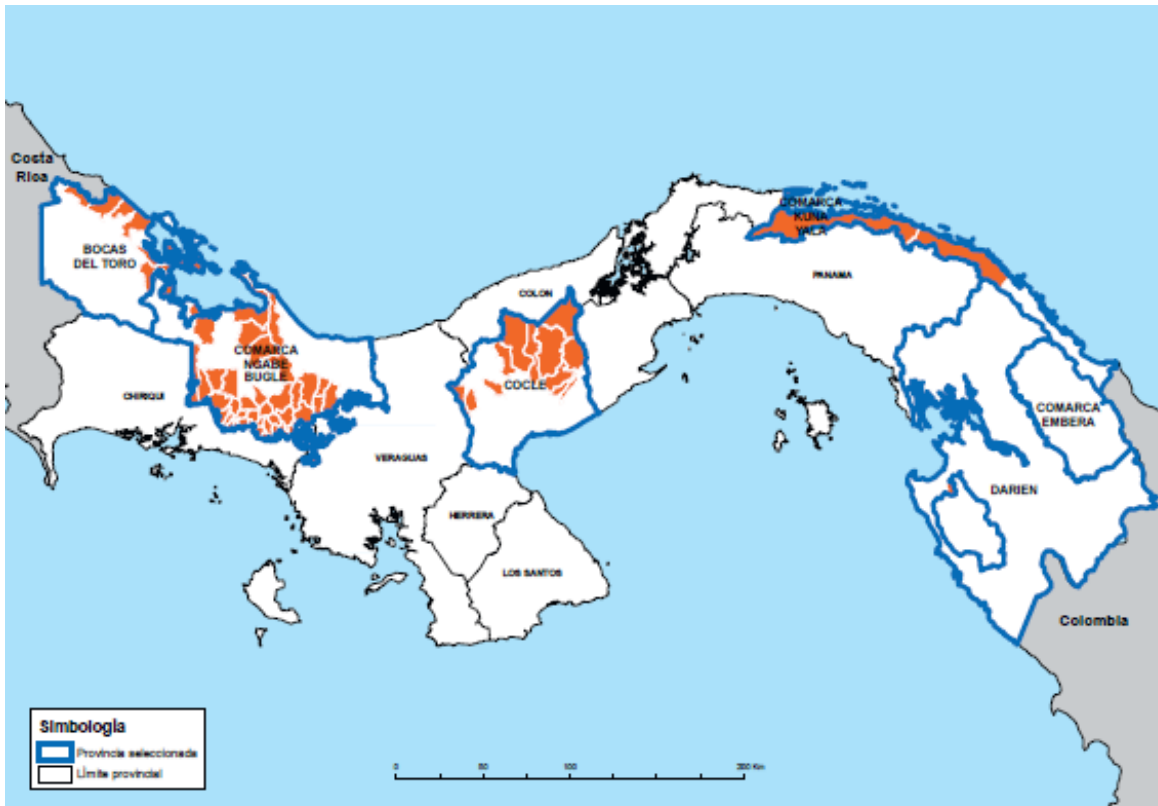 Costa
Rica
BOCAS
DEL TORO
COMARCA
KUNA
YALA
PANAMA
COLON
COMARCA
NGABE
BUGLE
CHIRIQUI
COCLE
COMARCA
EMBERA
VERAGUAS
DARIEN
HERRERA
LOS SANTOS
Colombia
Simbología
Provincia seleccionada
Límite provincial
0 50 100 200 Km